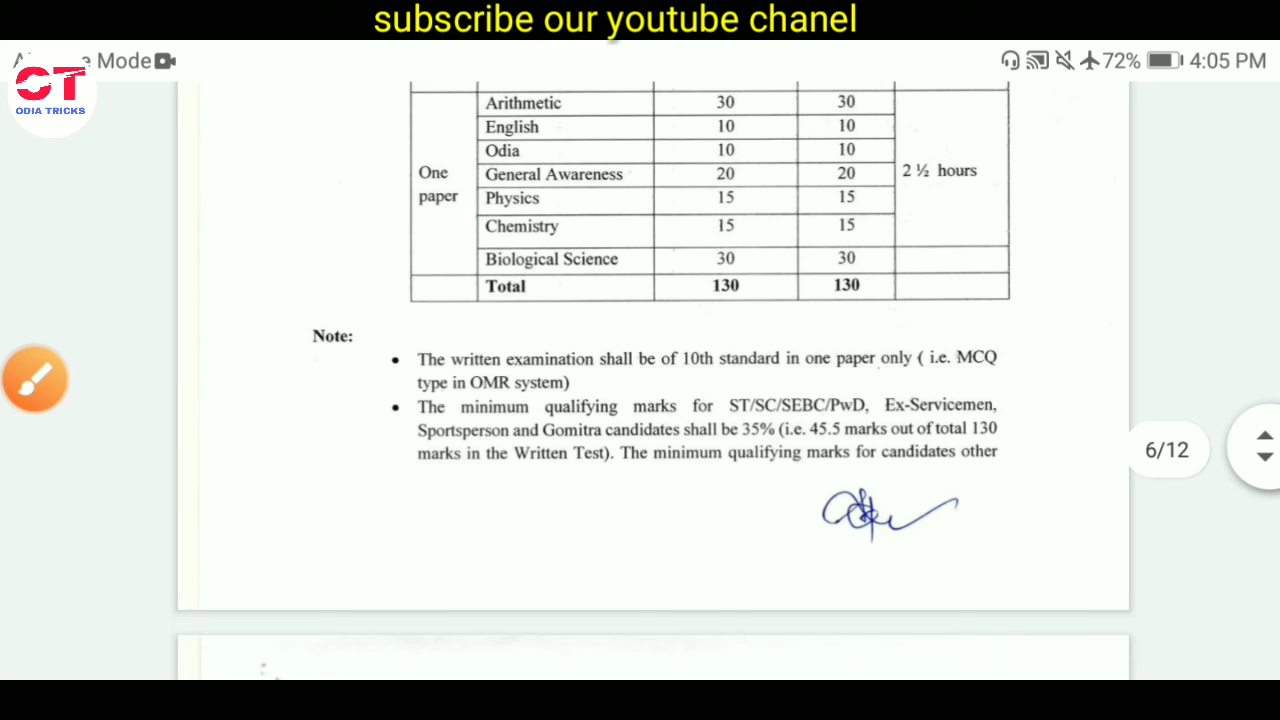 subscribe our youtube chanel
Mode 72% 4:05 PM
OT
ODIA TRICKS
Arithmetic 30 30
English 10 10
Odia 10 10
General Awareness 20 20
One paper 2 ½ hours
Physics 15 15
Chemistry 15 15
Biological Science 30 30
Total 130 130
Note:
• The written examination shall be of 10th standard in one paper only ( i.e. MCQ
type in OMR system)
• The minimum qualifying marks for ST/SC/SEBC/PwD, Ex-Servicemen,
Sportsperson and Gomitra candidates shall be 35% (i.e. 45.5 marks out of total 130
marks in the Written Test). The minimum qualifying marks for candidates other
6/12